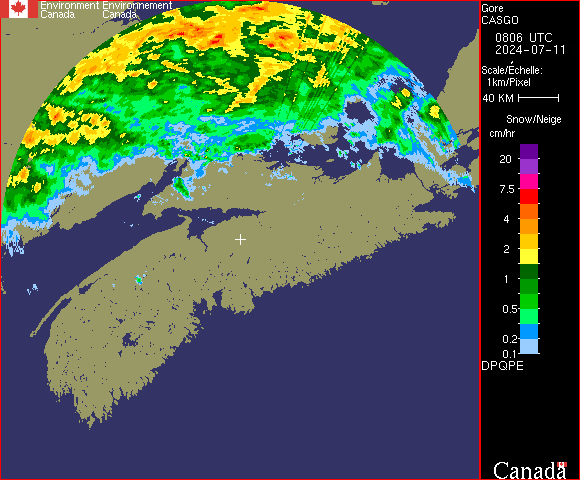 Environment Environnement
Canada Canada
Gore
CASGO
0806 UTC
2024-07-11
Scale/Échelle:
1km/Pixel
40 KM
Snow/Neige
cm/hr
20
7.5
4
2
1
0.5
0.2
0.1
DPQPE
Canada